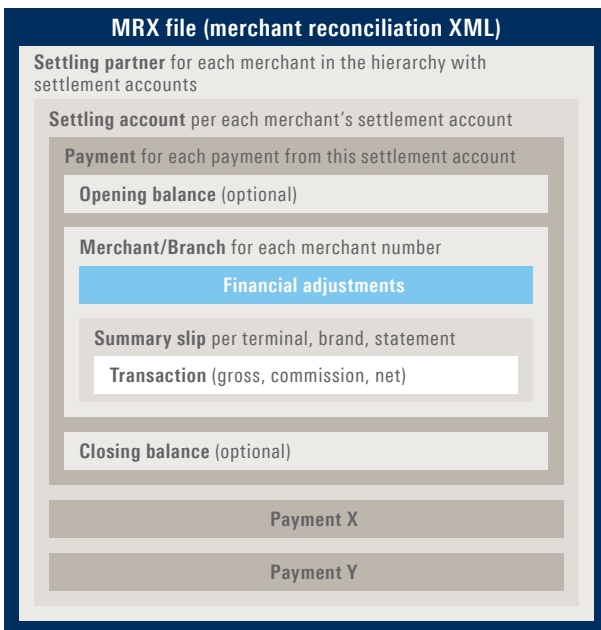 MRX file (merchant reconciliation XML)
Settling partner for each merchant in the hierarchy with
settlement accounts
Settling account per each merchant's settlement account
Payment for each payment from this settlement account
Opening balance (optional)
Merchant/Branch for each merchant number
Financial adjustments
Summary slip per terminal, brand, statement
Transaction (gross, commission, net)
Closing balance (optional)
Payment X
Payment Y